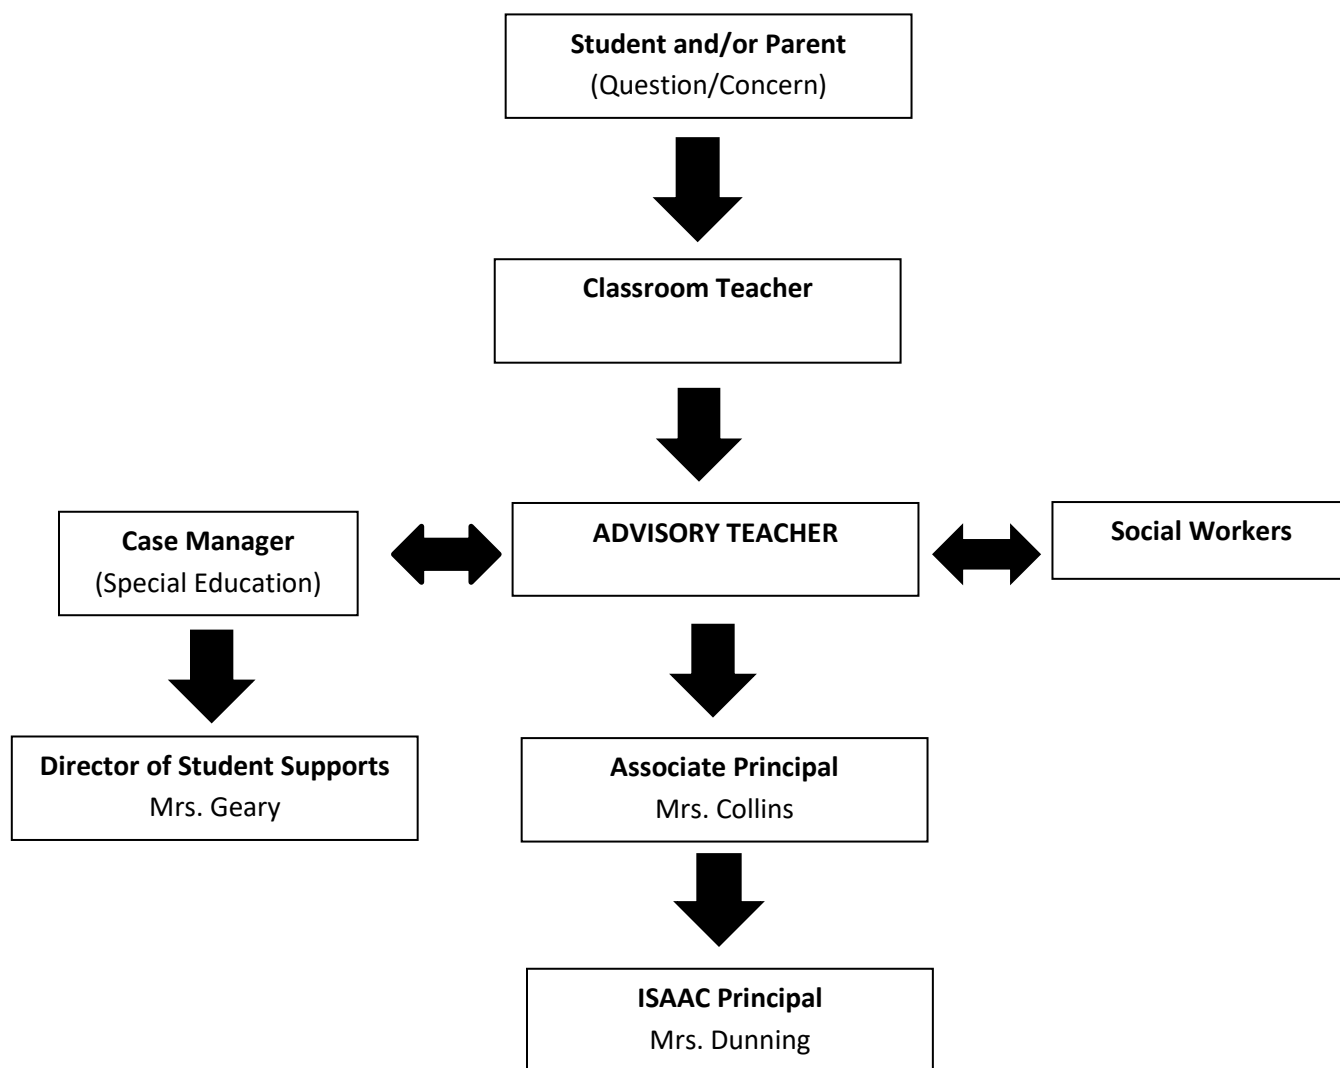 Student and/or Parent
(Question/Concern)
Classroom Teacher
Case Manager
(Special Education)
ADVISORY TEACHER
Social Workers
Director of Student Supports
Mrs. Geary
Associate Principal
Mrs. Collins
ISAAC Principal
Mrs. Dunning